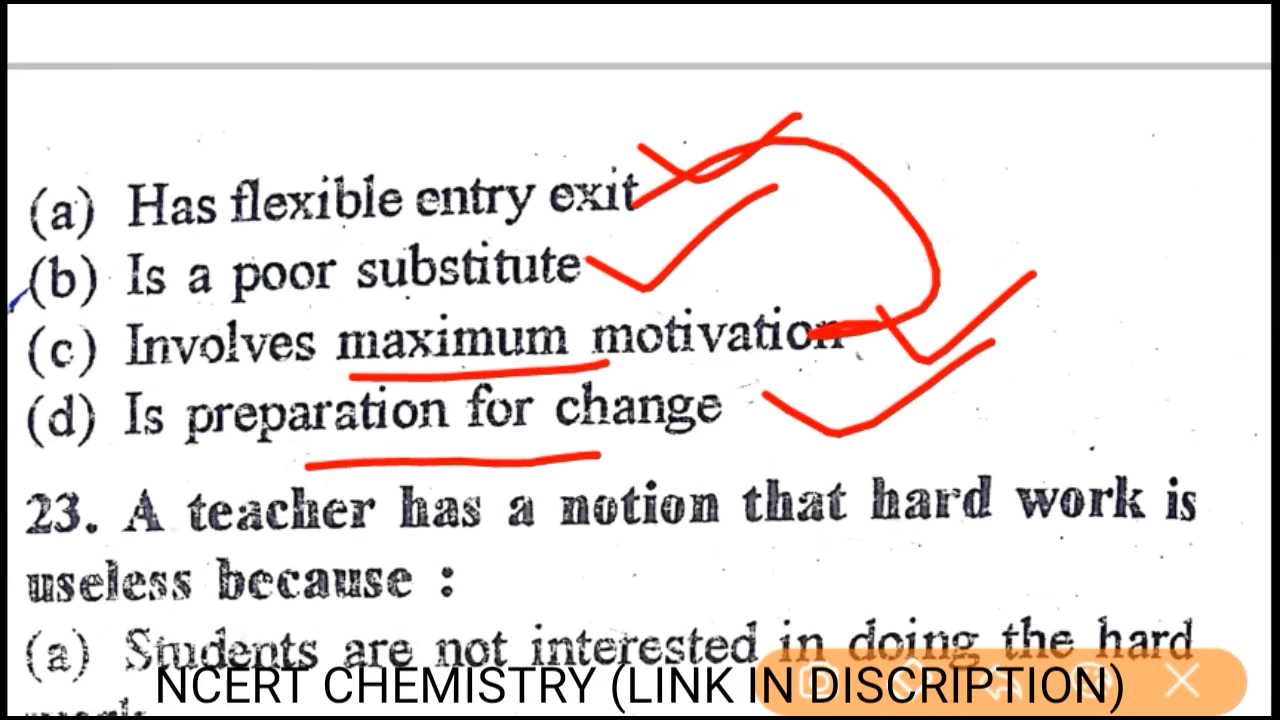 (a) Has flexible entry exit
(b) Is a poor substitute
(c) Involves maximum motivation
(d) Is preparation for change
23. A teacher has a notion that hard work is
useless because :
(a) Students are not interested in doing the hard
NCERT CHEMISTRY (LINK IN DISCRIPTION)